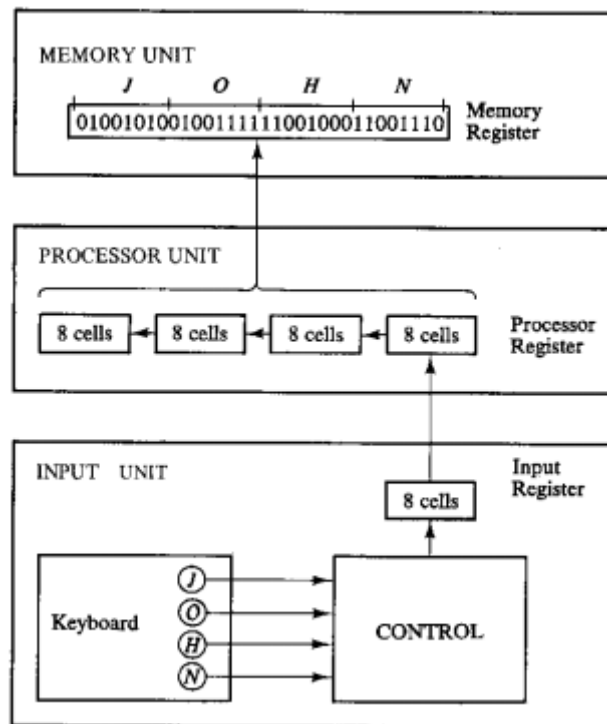 MEMORY UNIT
J O H N
01001010010011111100100011001110
Memory
Register
PROCESSOR UNIT
8 cells 8 cells 8 cells 8 cells
Processor
Register
INPUT UNIT
Input
Register
8 cells
Keyboard
J
O
H
N
CONTROL